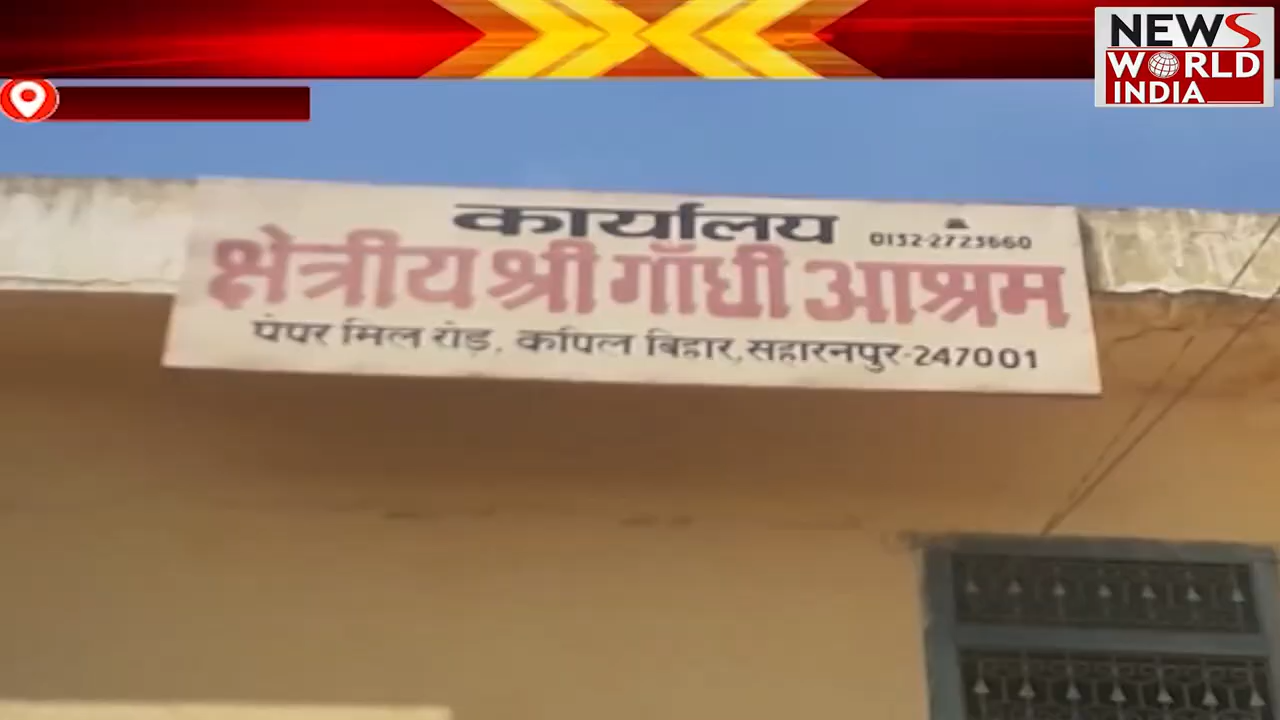 NEWS
WORLD
INDIA
कार्यालय
0132-2723660
क्षेत्रीय श्री गाँधी आश्रम
पेपर मिल रोड़, कपिल बिहार, सहारनपुर-247001